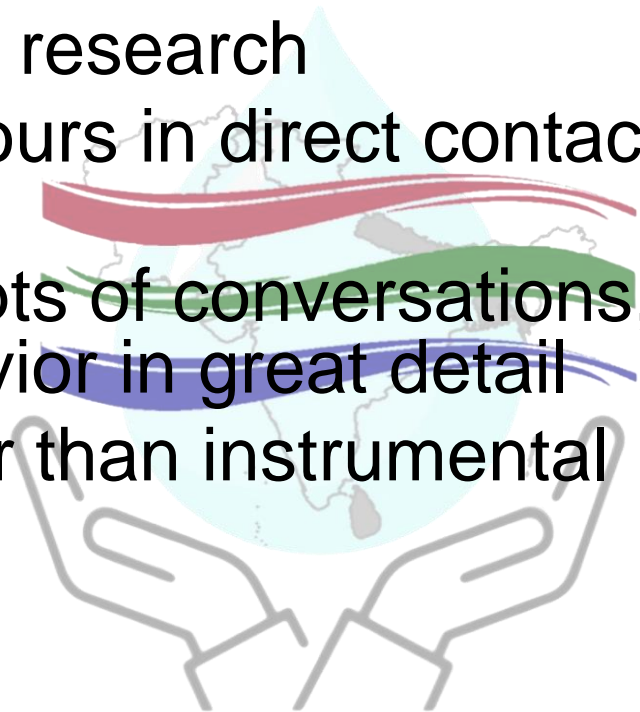 research
ours in direct contac
ots of conversations.
vior in great detail
r than instrumental